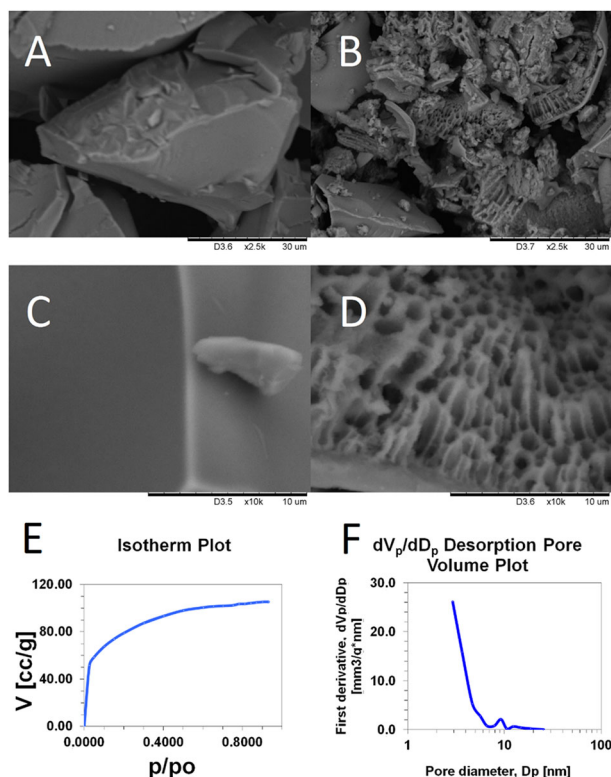 A
B
D3.6 x2.5k 30 um
D3.7 x2.5k 30 um
C
D
D3.5 x10k 10 um
D3.6 x10k 10 um
E
Isotherm Plot
120.00
80.00
40.00
0.00
V [cc/g]
0.0000 0.4000 0.8000
p/po
F
dVp/dDp Desorption Pore
Volume Plot
30.0
20.0
10.0
0.0
First derivative, dVp/dDp
[mm3/g*nm]
1 10 100
Pore diameter, Dp [nm]